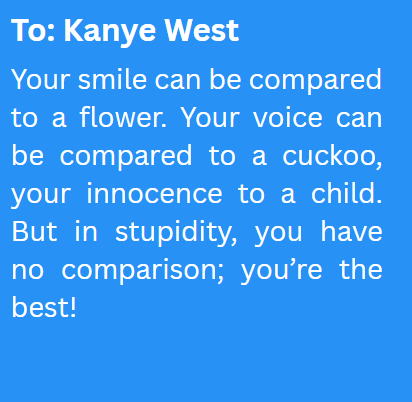 To: Kanye West
Your smile can be compared
to a flower. Your voice can
be compared to a cuckoo,
your innocence to a child.
But in stupidity, you have
no comparison; you’re the
best!